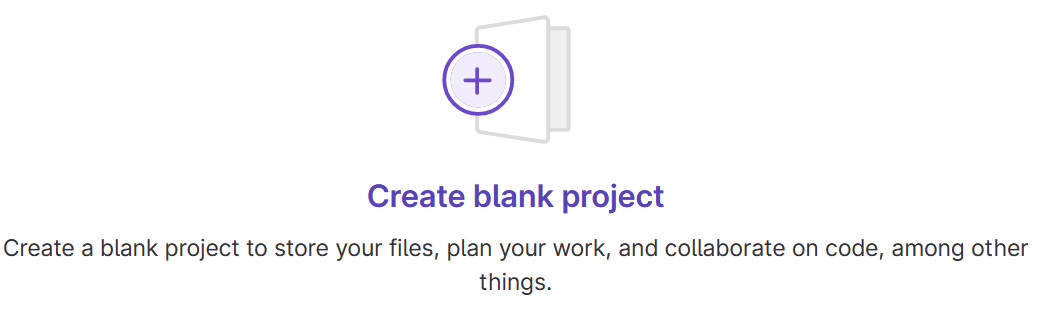 Create blank project
Create a blank project to store your files, plan your work, and collaborate on code, among other
things.